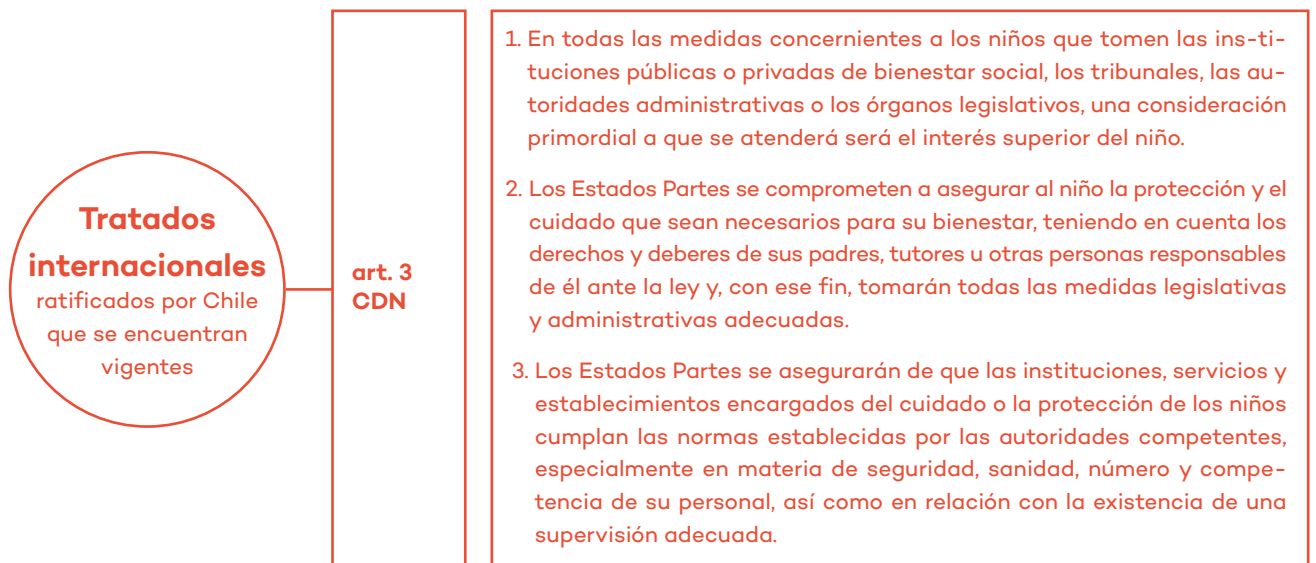 Tratados
internacionales
ratificados por Chile
que se encuentran
vigentes
art. 3
CDN
1. En todas las medidas concernientes a los niños que tomen las ins-ti-
tuciones públicas o privadas de bienestar social, los tribunales, las au-
toridades administrativas o los órganos legislativos, una consideración
primordial a que se atenderá será el interés superior del niño.
2. Los Estados Partes se comprometen a asegurar al niño la protección y el
cuidado que sean necesarios para su bienestar, teniendo en cuenta los
derechos y deberes de sus padres, tutores u otras personas responsables
de él ante la ley y, con ese fin, tomarán todas las medidas legislativas
y administrativas adecuadas.
3. Los Estados Partes se asegurarán de que las instituciones, servicios y
establecimientos encargados del cuidado o la protección de los niños
cumplan las normas establecidas por las autoridades competentes,
especialmente en materia de seguridad, sanidad, número y compe-
tencia de su personal, así como en relación con la existencia de una
supervisión adecuada.